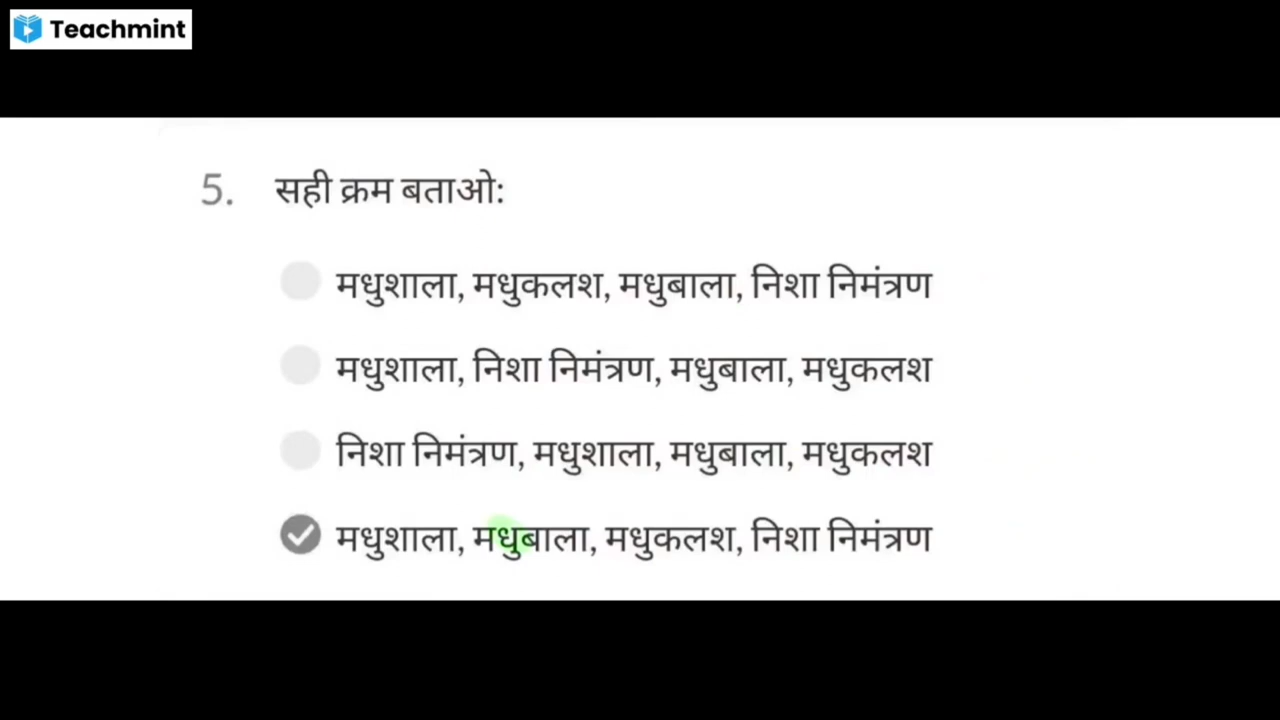 Teachmint
5. सही क्रम बताओ:
मधुशाला, मधुकलश, मधुबाला, निशा निमंत्रण
मधुशाला, निशा निमंत्रण, मधुबाला, मधुकलश
निशा निमंत्रण, मधुशाला, मधुबाला, मधुकलश
मधुशाला, मधुबाला, मधुकलश, निशा निमंत्रण